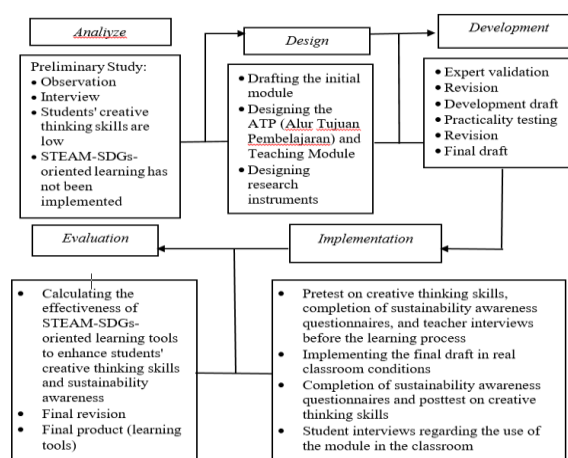 Analiyze
Preliminary Study:
• Observation
• Interview
• Students' creative
thinking skills are
low
• STEAM-SDGs-
oriented learning has
not been
implemented
Design
• Drafting the initial
module
• Designing the
ATP (Alur Tujuan
Pembelajaran) and
Teaching Module
• Designing
research
instruments
Development
• Expert validation
• Revision
• Development draft
• Practicality testing
• Revision
• Final draft
Implementation
• Pretest on creative thinking skills,
completion of sustainability awareness
questionnaires, and teacher interviews
before the learning process
• Implementing the final draft in real
classroom conditions
• Completion of sustainability awareness
questionnaires and posttest on creative
thinking skills
• Student interviews regarding the use of
the module in the classroom
Evaluation
• Calculating the
effectiveness of
STEAM-SDGs-
oriented learning tools
to enhance students'
creative thinking skills
and sustainability
awareness
• Final revision
• Final product (learning
tools)